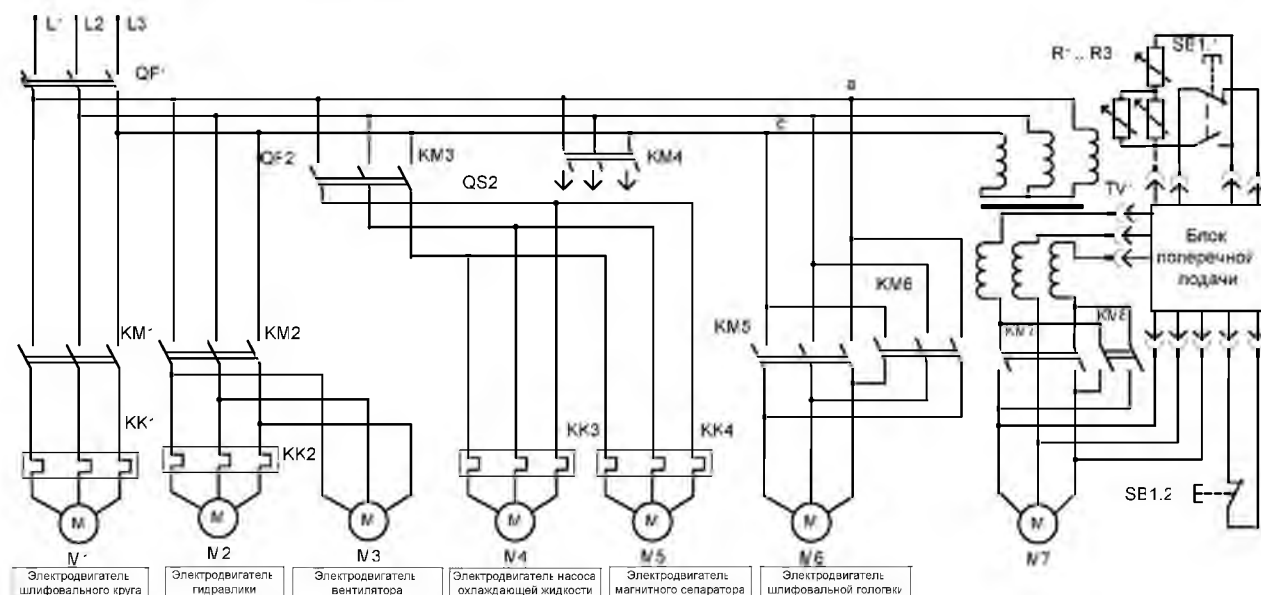 L1 L2 L3
QF1
R1 .. R3
SB1.1
a
c
QF2
KM3
QS2
KM4
TV1
Блок
поперечной
подачи
KM1
KM2
KM5
KM6
KM7
KM8
KK1
KK2
KK3
KK4
SB1.2
M M M M M M M
M1 M2 M3 M4 M5 M6 M7
Электродвигатель
шлифовального круга
Электродвигатель
гидравлики
Электродвигатель
вентилятора
Электродвигатель насоса
охлаждающей жидкости
Электродвигатель
магнитного сепаратора
Электродвигатель
шлифовальной головки